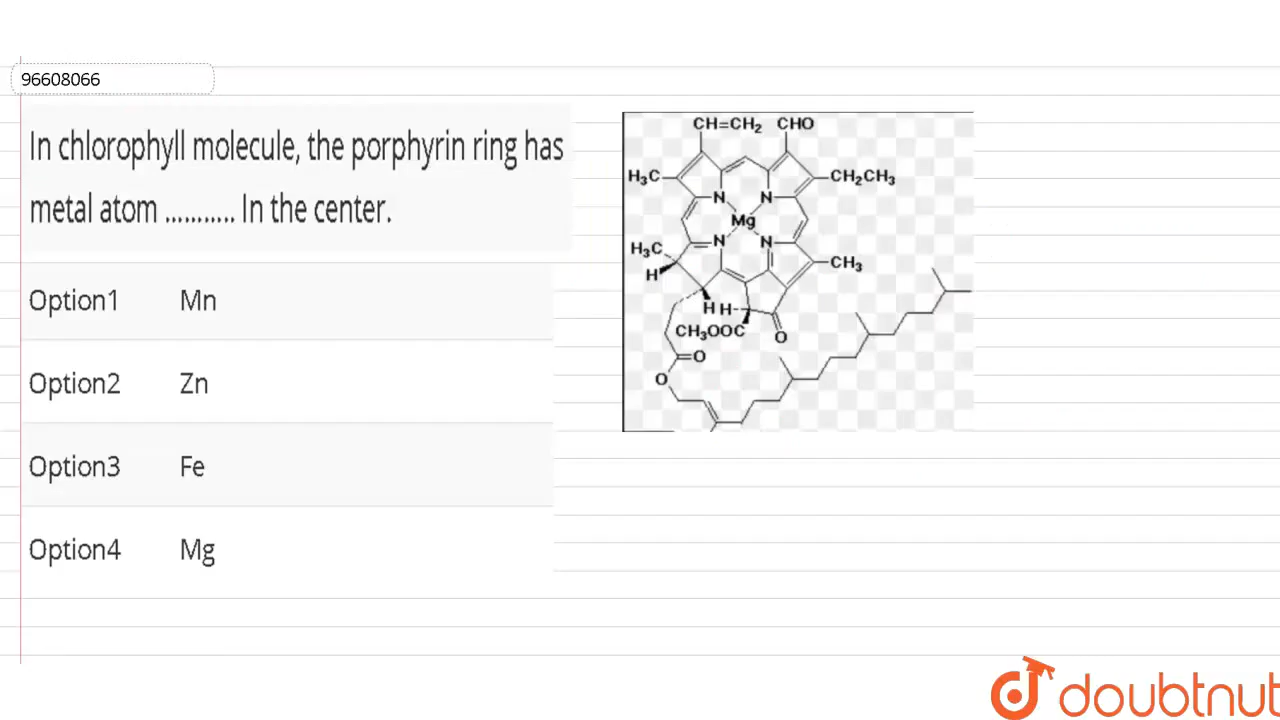 96608066
In chlorophyll molecule, the porphyrin ring has
metal atom ........... In the center.
Option1 Mn
Option2 Zn
Option3 Fe
Option4 Mg
CH=CH2 CHO
H3C CH2CH3
N N
Mg
N N
H3C CH3
H
H H
CH3OOC O
O
O
doubtnut